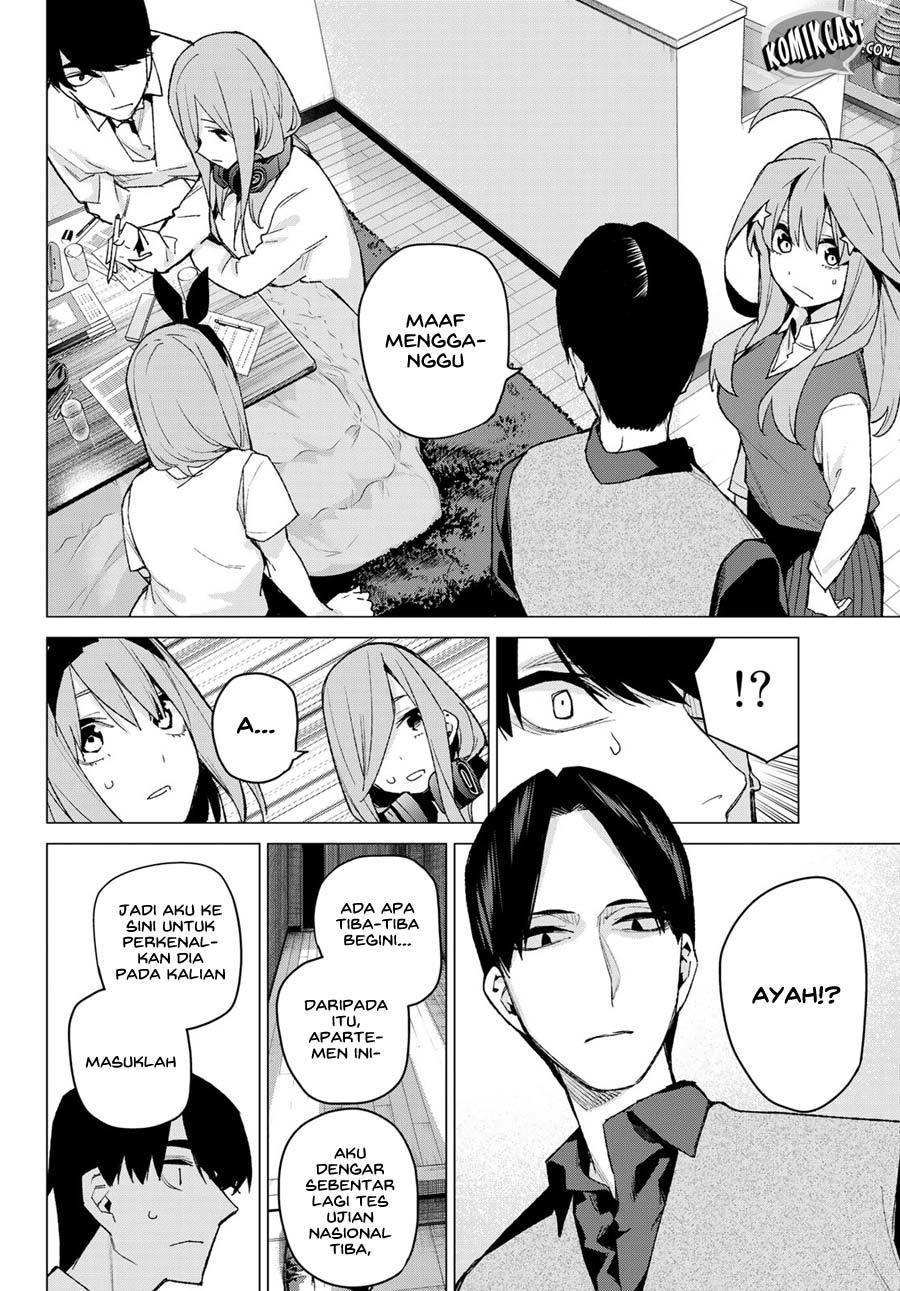 KOMIKCAST
.COM
MAAF
MENGGA-
NGGU
!?
A...
AYAH!?
ADA APA
TIBA-TIBA
BEGINI...
DARIPADA
ITU,
APARTE-
MEN INI-
AKU
DENGAR
SEBENTAR
LAGI TES
UJIAN
NASIONAL
TIBA,
JADI AKU KE
SINI UNTUK
PERKENAL-
KAN DIA
PADA KALIAN
MASUKLAH